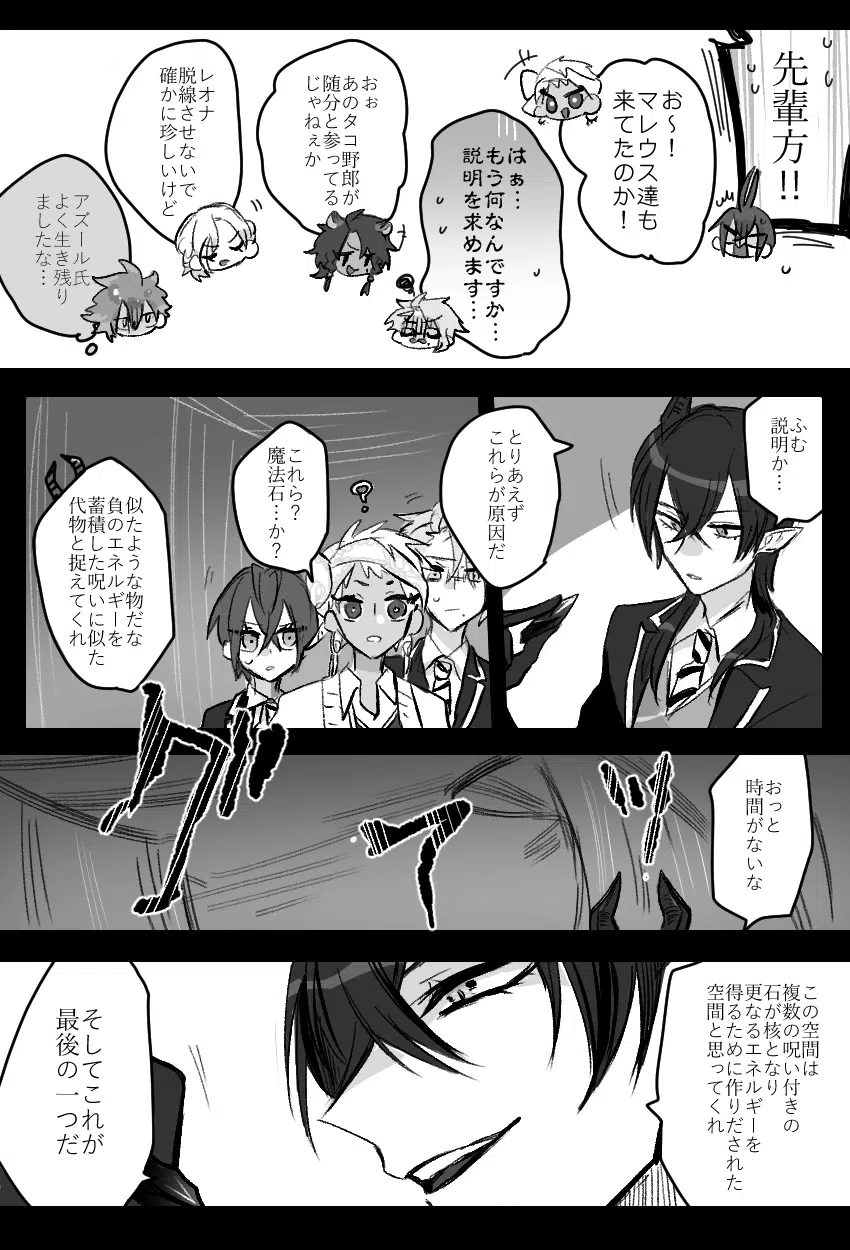 先輩方!!
お〜!
マレウス達も
来てたのか!
はぁ…
もう何なんですか…
説明を求めます…
おぉ
あのタコ野郎が
随分と参ってる
じゃねぇか
レオナ
脱線させないで
確かに珍しいけど
アズール氏
よく生き残り
ましたな…
ふむ
説明か…
とりあえず
これらが原因だ
?
これら?
魔法石…か?
似たような物だな
負のエネルギーを
蓄積した呪いに似た
代物と捉えてくれ
おっと
時間がないな
グラッ
この空間は
複数の呪い付きの
石が核となり
更なるエネルギーを
得るために作りだされた
空間と思ってくれ
そしてこれが
最後の一つだ